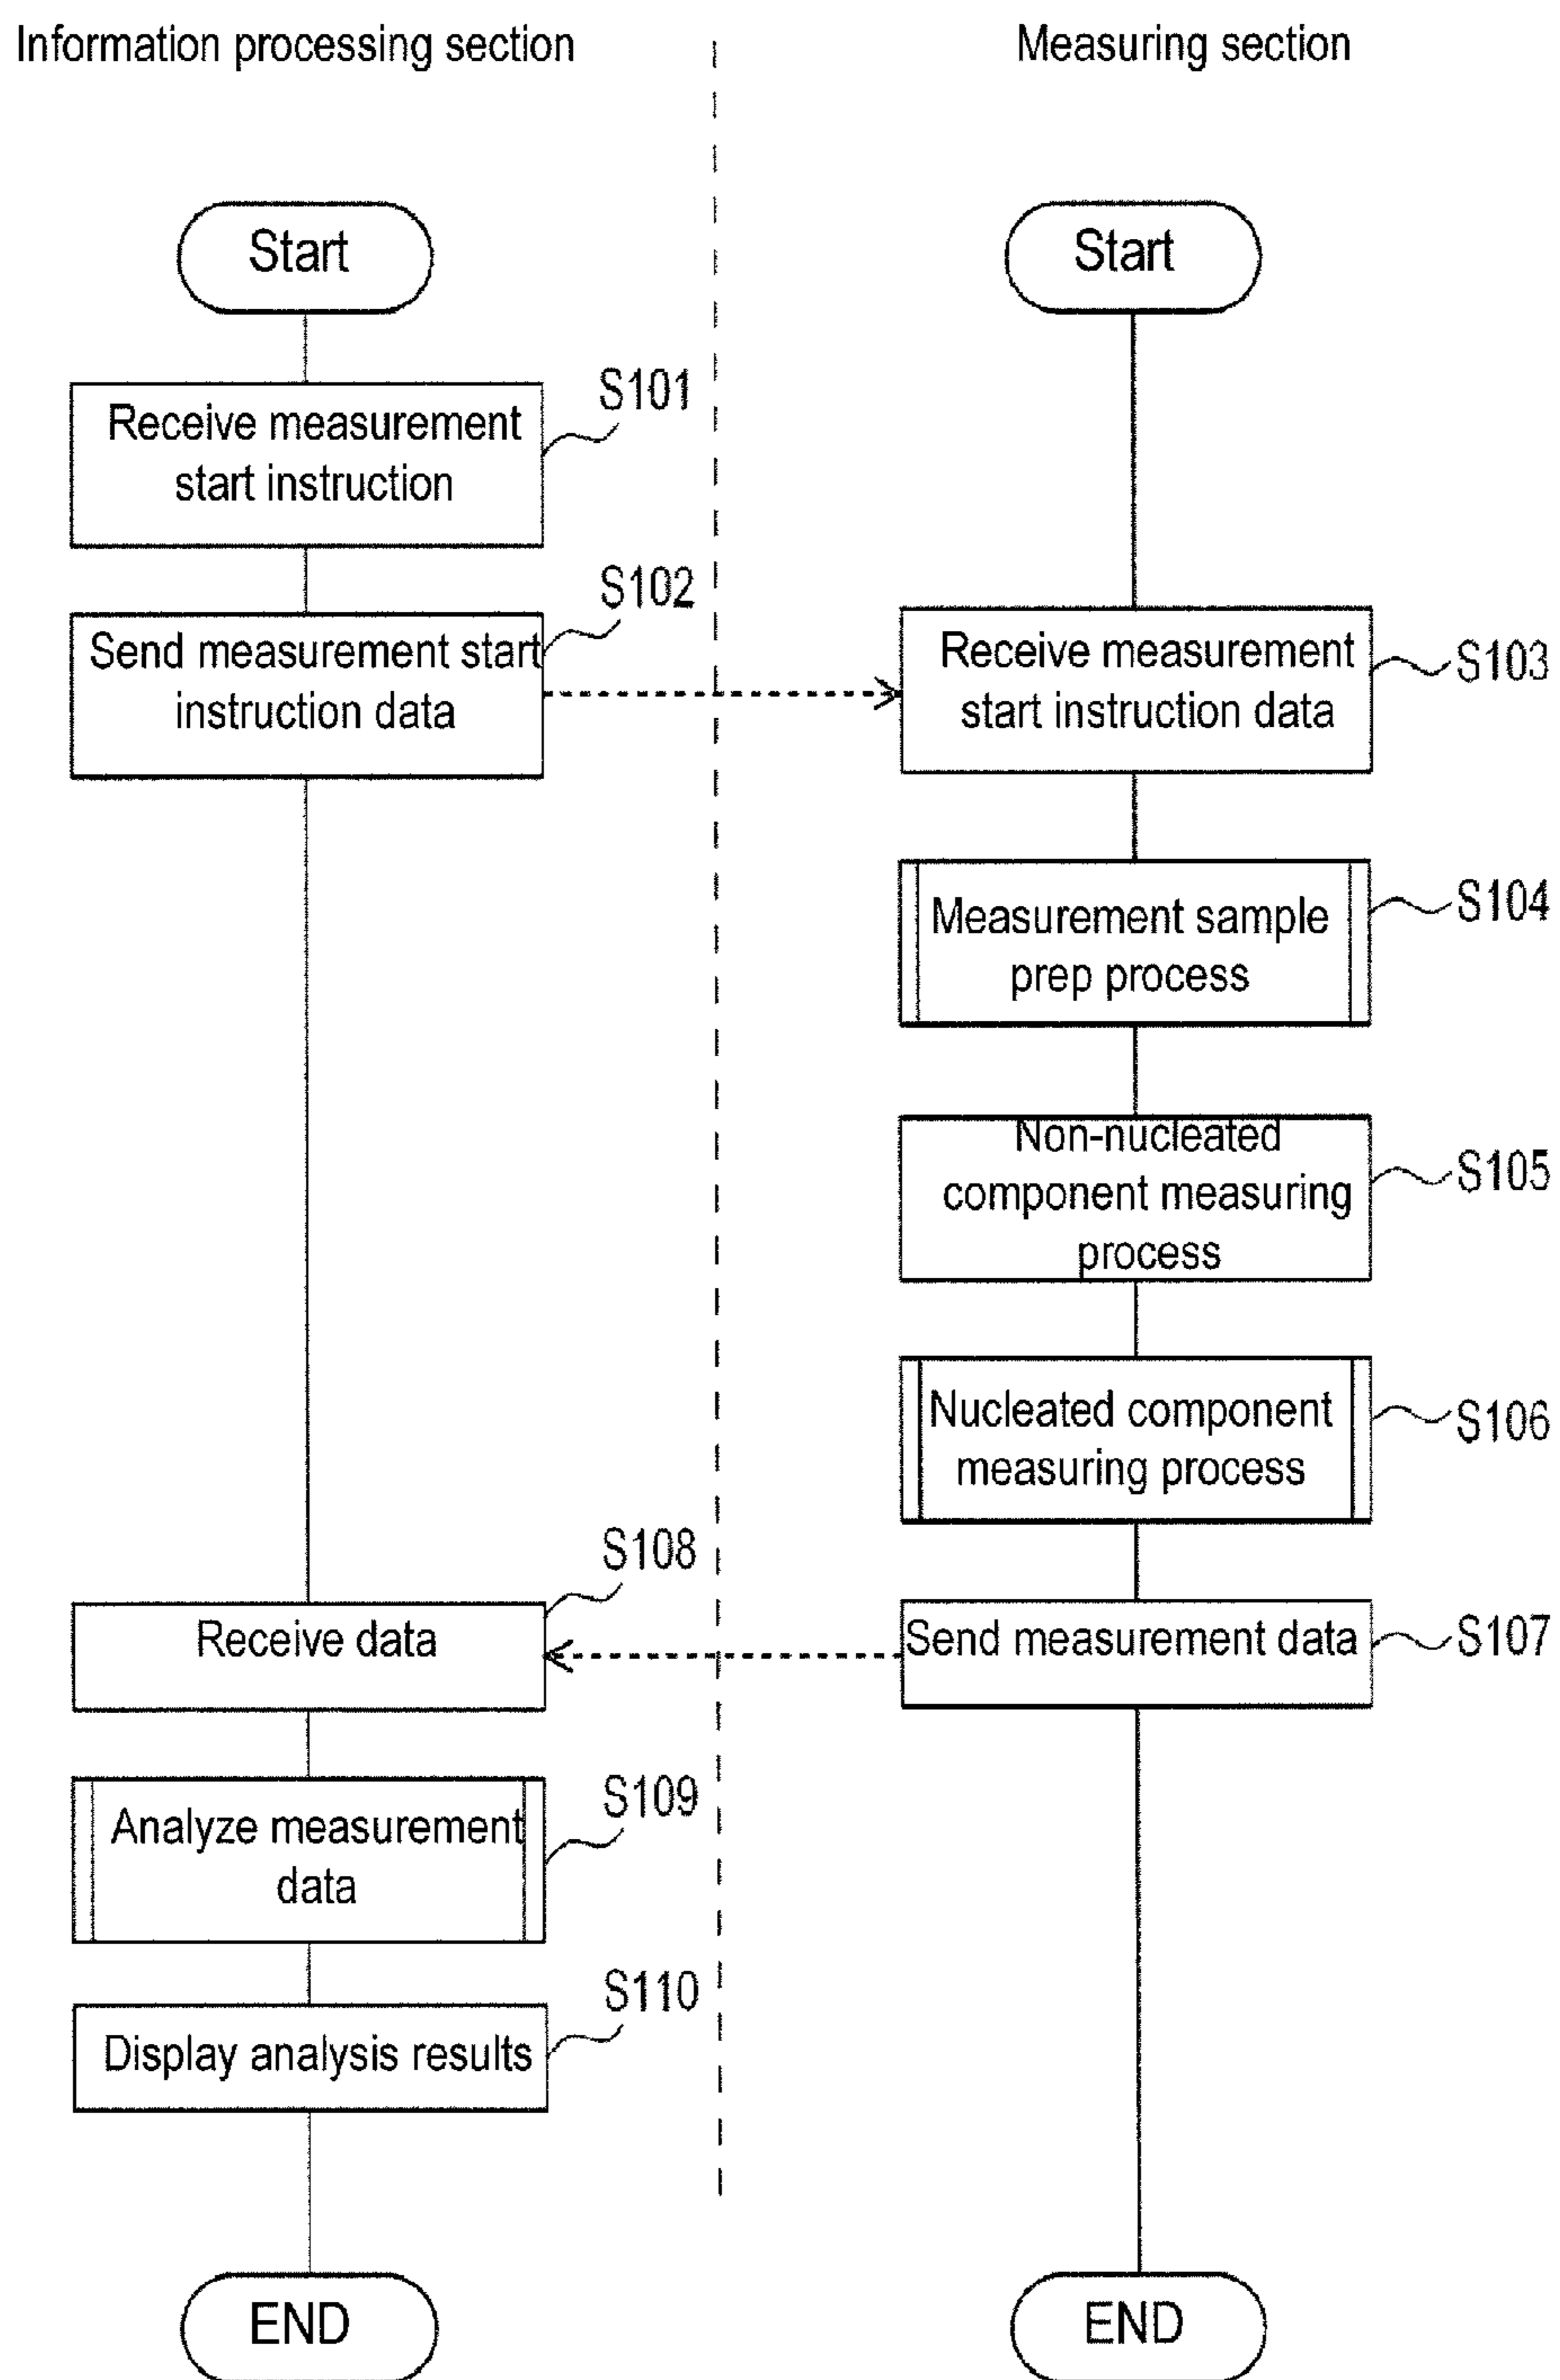 Information processing section
Measuring section
Start
Start
S101
Receive measurement
start instruction
S102
Send measurement start
instruction data
Receive measurement
start instruction data
S103
Measurement sample
prep process
S104
Non-nucleated
component measuring
process
S105
Nucleated component
measuring process
S106
S108
Receive data
Send measurement data
S107
S109
Analyze measurement
data
S110
Display analysis results
END
END